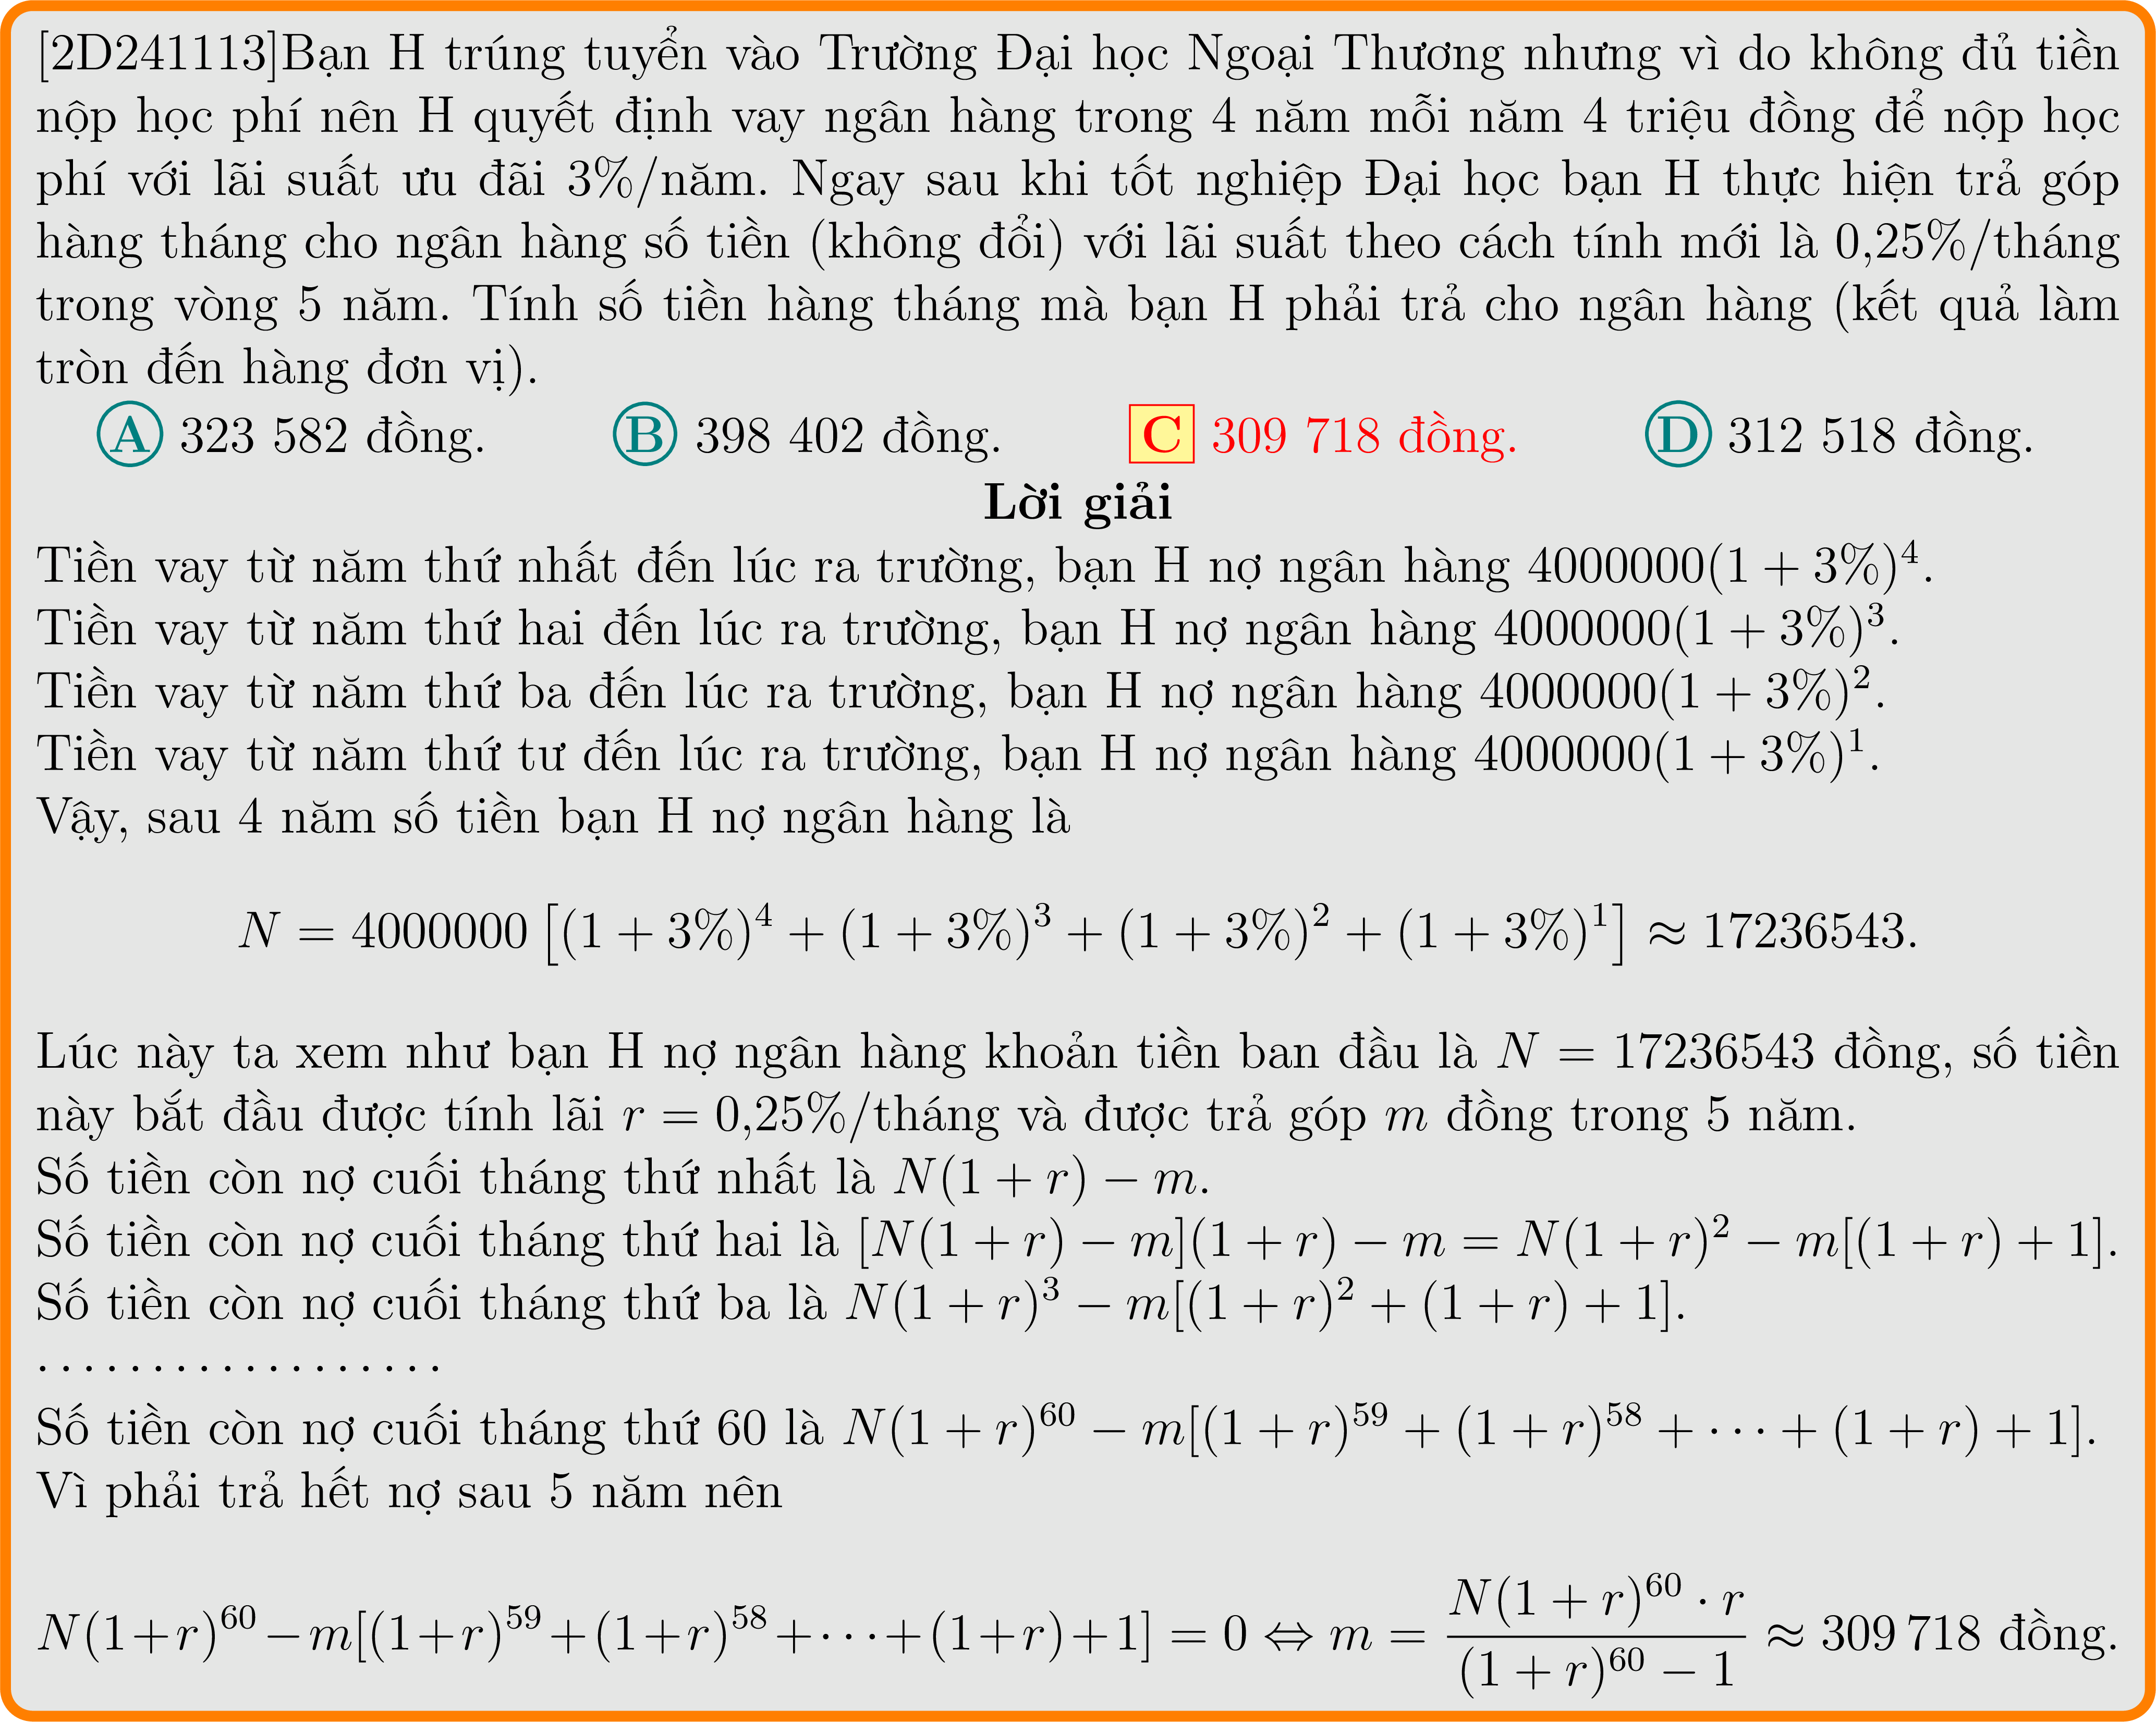 [2D241113]Bạn H trúng tuyển vào Trường Đại học Ngoại Thương nhưng vì do không đủ tiền
nộp học phí nên H quyết định vay ngân hàng trong 4 năm mỗi năm 4 triệu đồng để nộp học
phí với lãi suất ưu đãi 3%/năm. Ngay sau khi tốt nghiệp Đại học bạn H thực hiện trả góp
hàng tháng cho ngân hàng số tiền (không đổi) với lãi suất theo cách tính mới là 0,25%/tháng
trong vòng 5 năm. Tính số tiền hàng tháng mà bạn H phải trả cho ngân hàng (kết quả làm
tròn đến hàng đơn vị).
A 323 582 đồng. B 398 402 đồng. C 309 718 đồng. D 312 518 đồng.
Lời giải
Tiền vay từ năm thứ nhất đến lúc ra trường, bạn H nợ ngân hàng 4000000(1 + 3%)⁴.
Tiền vay từ năm thứ hai đến lúc ra trường, bạn H nợ ngân hàng 4000000(1 + 3%)³.
Tiền vay từ năm thứ ba đến lúc ra trường, bạn H nợ ngân hàng 4000000(1 + 3%)².
Tiền vay từ năm thứ tư đến lúc ra trường, bạn H nợ ngân hàng 4000000(1 + 3%)¹.
Vậy, sau 4 năm số tiền bạn H nợ ngân hàng là
N = 4000000 [(1 + 3%)⁴ + (1 + 3%)³ + (1 + 3%)² + (1 + 3%)¹] ≈ 17236543.
Lúc này ta xem như bạn H nợ ngân hàng khoản tiền ban đầu là N = 17236543 đồng, số tiền
này bắt đầu được tính lãi r = 0,25%/tháng và được trả góp m đồng trong 5 năm.
Số tiền còn nợ cuối tháng thứ nhất là N(1 + r) − m.
Số tiền còn nợ cuối tháng thứ hai là [N(1 + r) − m](1 + r) − m = N(1 + r)² − m[(1 + r) + 1].
Số tiền còn nợ cuối tháng thứ ba là N(1 + r)³ − m[(1 + r)² + (1 + r) + 1].
. . . . . . . . . . . . . . . . . .
Số tiền còn nợ cuối tháng thứ 60 là N(1 + r)⁶⁰ − m[(1 + r)⁵⁹ + (1 + r)⁵⁸ + · · · + (1 + r) + 1].
Vì phải trả hết nợ sau 5 năm nên
N(1+r)⁶⁰−m[(1+r)⁵⁹+(1+r)⁵⁸+· · ·+(1+r)+1] = 0 ⇔ m = N(1 + r)⁶⁰ · r / (1 + r)⁶⁰ − 1 ≈ 309 718 đồng.